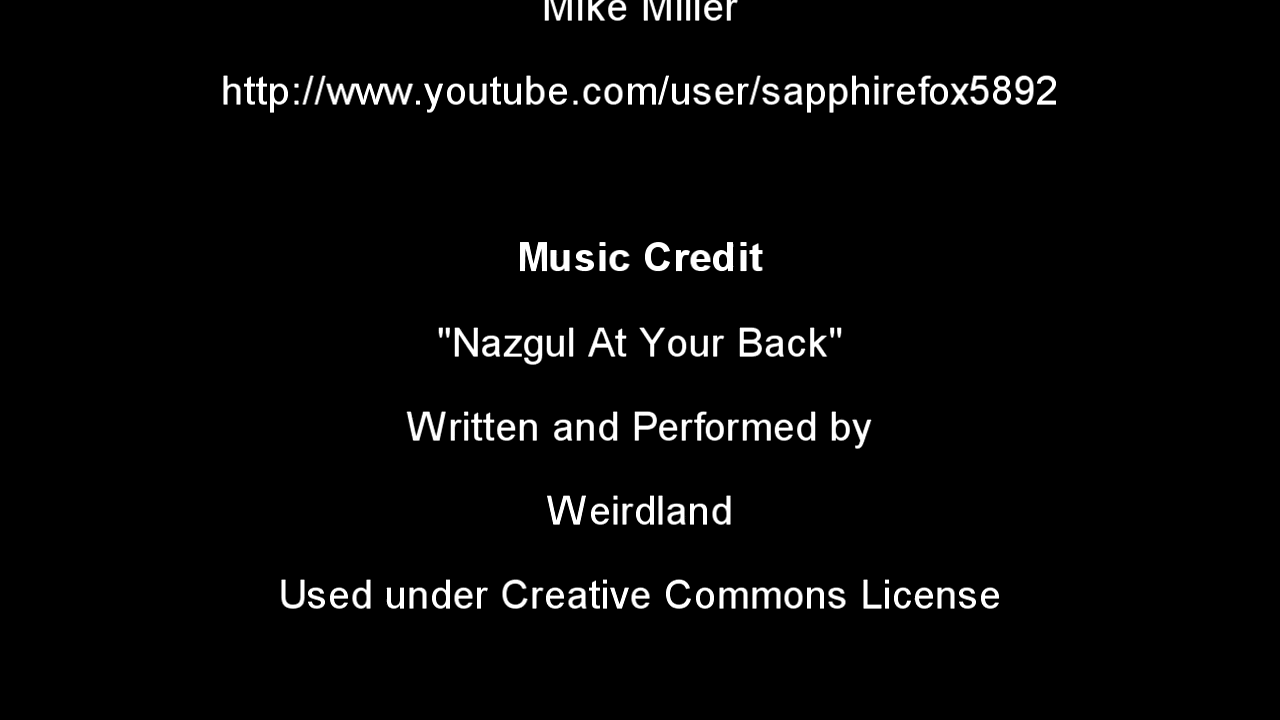 Mike Miller
http://www.youtube.com/user/sapphirefox5892
Music Credit
"Nazgul At Your Back"
Written and Performed by
Weirdland
Used under Creative Commons License